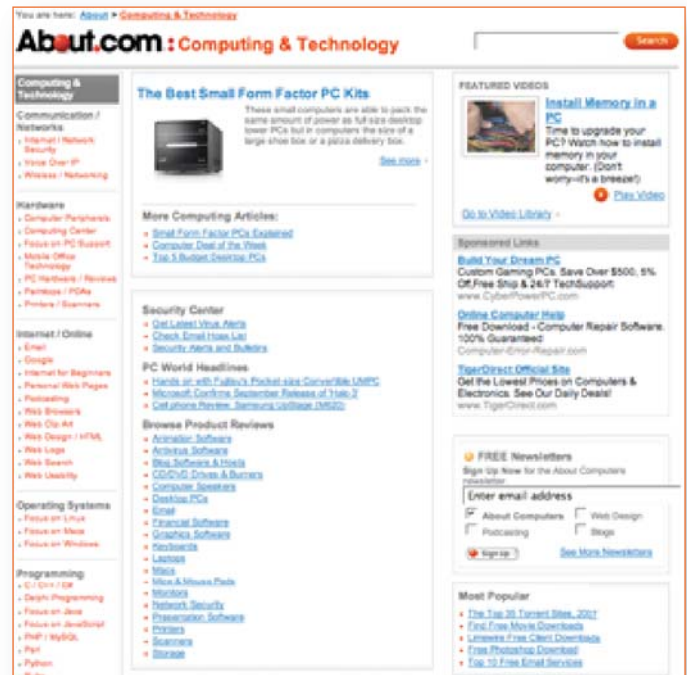 You are here: About > Computing & Technology
About.com : Computing & Technology
Search
Computing &
Technology
Communication /
Networks
Internet / Network
Security
Voice Over IP
Wireless / Networking
Hardware
Computer Peripherals
Computing Center
Focus on PC Support
Mobile Office
Technology
PC Hardware / Reviews
Palmtops / PDAs
Printers / Scanners
Internet / Online
Email
Google
Internet for Beginners
Personal Web Pages
Podcasting
Web Browsers
Web Clip Art
Web Design / HTML
Web Logs
Web Search
Web Usability
Operating Systems
Focus on Linux
Focus on Macs
Focus on Windows
Programming
C / C++ / C#
Delphi Programming
Focus on Java
Focus on JavaScript
PHP / MySQL
Perl
Python
Ruby
The Best Small Form Factor PC Kits
These small computers are able to pack the
same amount of power as full size desktop
tower PCs but in computers the size of a
large shoe box or a pizza delivery box.
See more
More Computing Articles:
Small Form Factor PCs Explained
Computer Deal of the Week
Top 5 Budget Desktop PCs
Security Center
Get Latest Virus Alerts
Check Email Hoax List
Security Alerts and Bulletins
PC World Headlines
Hands on with Fujitsu's Pocket-size Convertible UMPC
Microsoft Confirms September Release of 'Halo 3'
Cell phone Review: Samsung UpStage (M620)
Browse Product Reviews
Animation Software
Antivirus Software
Blog Software & Hosts
CD/DVD Drives & Burners
Computer Speakers
Desktop PCs
Email
Financial Software
Graphics Software
Keyboards
Laptops
Macs
Mice & Mouse Pads
Monitors
Network Security
Presentation Software
Printers
Scanners
Storage
FEATURED VIDEOS
Install Memory in a
PC
Time to upgrade your
PC? Watch how to install
memory in your
computer. (Don't
worry--it's a breeze!)
Play Video
Go to Video Library
Sponsored Links
Build Your Dream PC
Custom Gaming PCs. Save Over $500, 5%
Off,Free Ship & 24/7 TechSupport
www.CyberPowerPC.com
Online Computer Help
Free Download - Computer Repair Software.
100% Guaranteed
Computer-Error-Repair.com
TigerDirect Official Site
Get the Lowest Prices on Computers &
Electronics. See Our Daily Deals!
www.TigerDirect.com
FREE Newsletters
Sign Up Now for the About Computers
newsletter
Enter email address
About Computers
Web Design
Podcasting
Blogs
Sign Up
See More Newsletters
Most Popular
The Top 35 Torrent Sites, 2007
Find Free Movie Downloads
Limewire Free Client Downloads
Free Photoshop Download
Top 10 Free Email Services